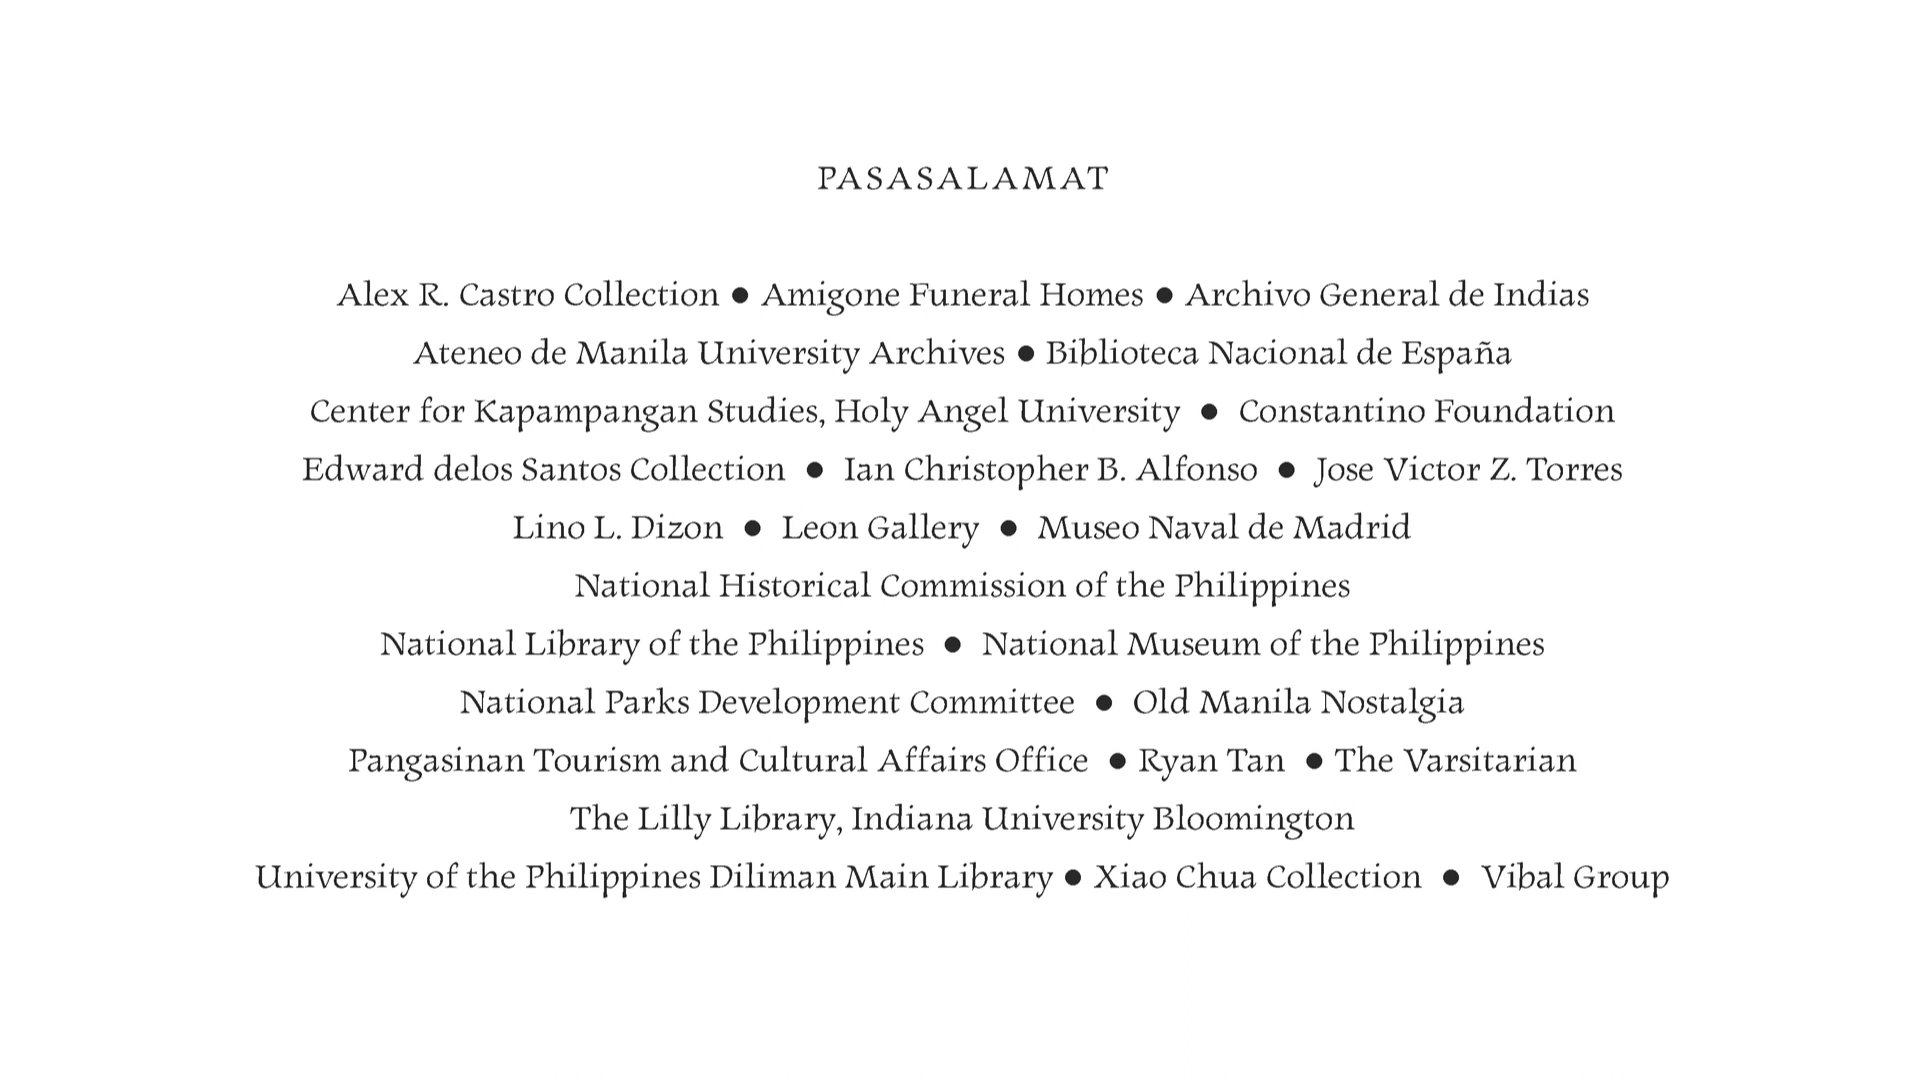 PASASALAMAT
Alex R. Castro Collection ● Amigone Funeral Homes ● Archivo General de Indias
Ateneo de Manila University Archives ● Biblioteca Nacional de España
Center for Kapampangan Studies, Holy Angel University ● Constantino Foundation
Edward delos Santos Collection ● Ian Christopher B. Alfonso ● Jose Victor Z. Torres
Lino L. Dizon ● Leon Gallery ● Museo Naval de Madrid
National Historical Commission of the Philippines
National Library of the Philippines ● National Museum of the Philippines
National Parks Development Committee ● Old Manila Nostalgia
Pangasinan Tourism and Cultural Affairs Office ● Ryan Tan ● The Varsitarian
The Lilly Library, Indiana University Bloomington
University of the Philippines Diliman Main Library ● Xiao Chua Collection ● Vibal Group